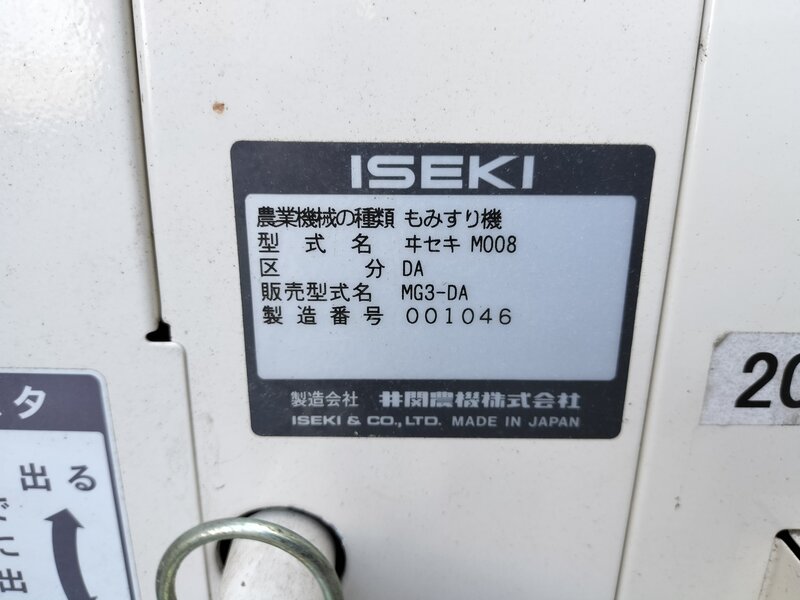 ISEKI
農業機械の種類 もみすり機
型式名 ヰセキ M008
区分 DA
販売型式名 MG3-DA
製造番号 001046
製造会社 井関農機株式会社
ISEKI & CO., LTD. MADE IN JAPAN
タ
出る
出
20